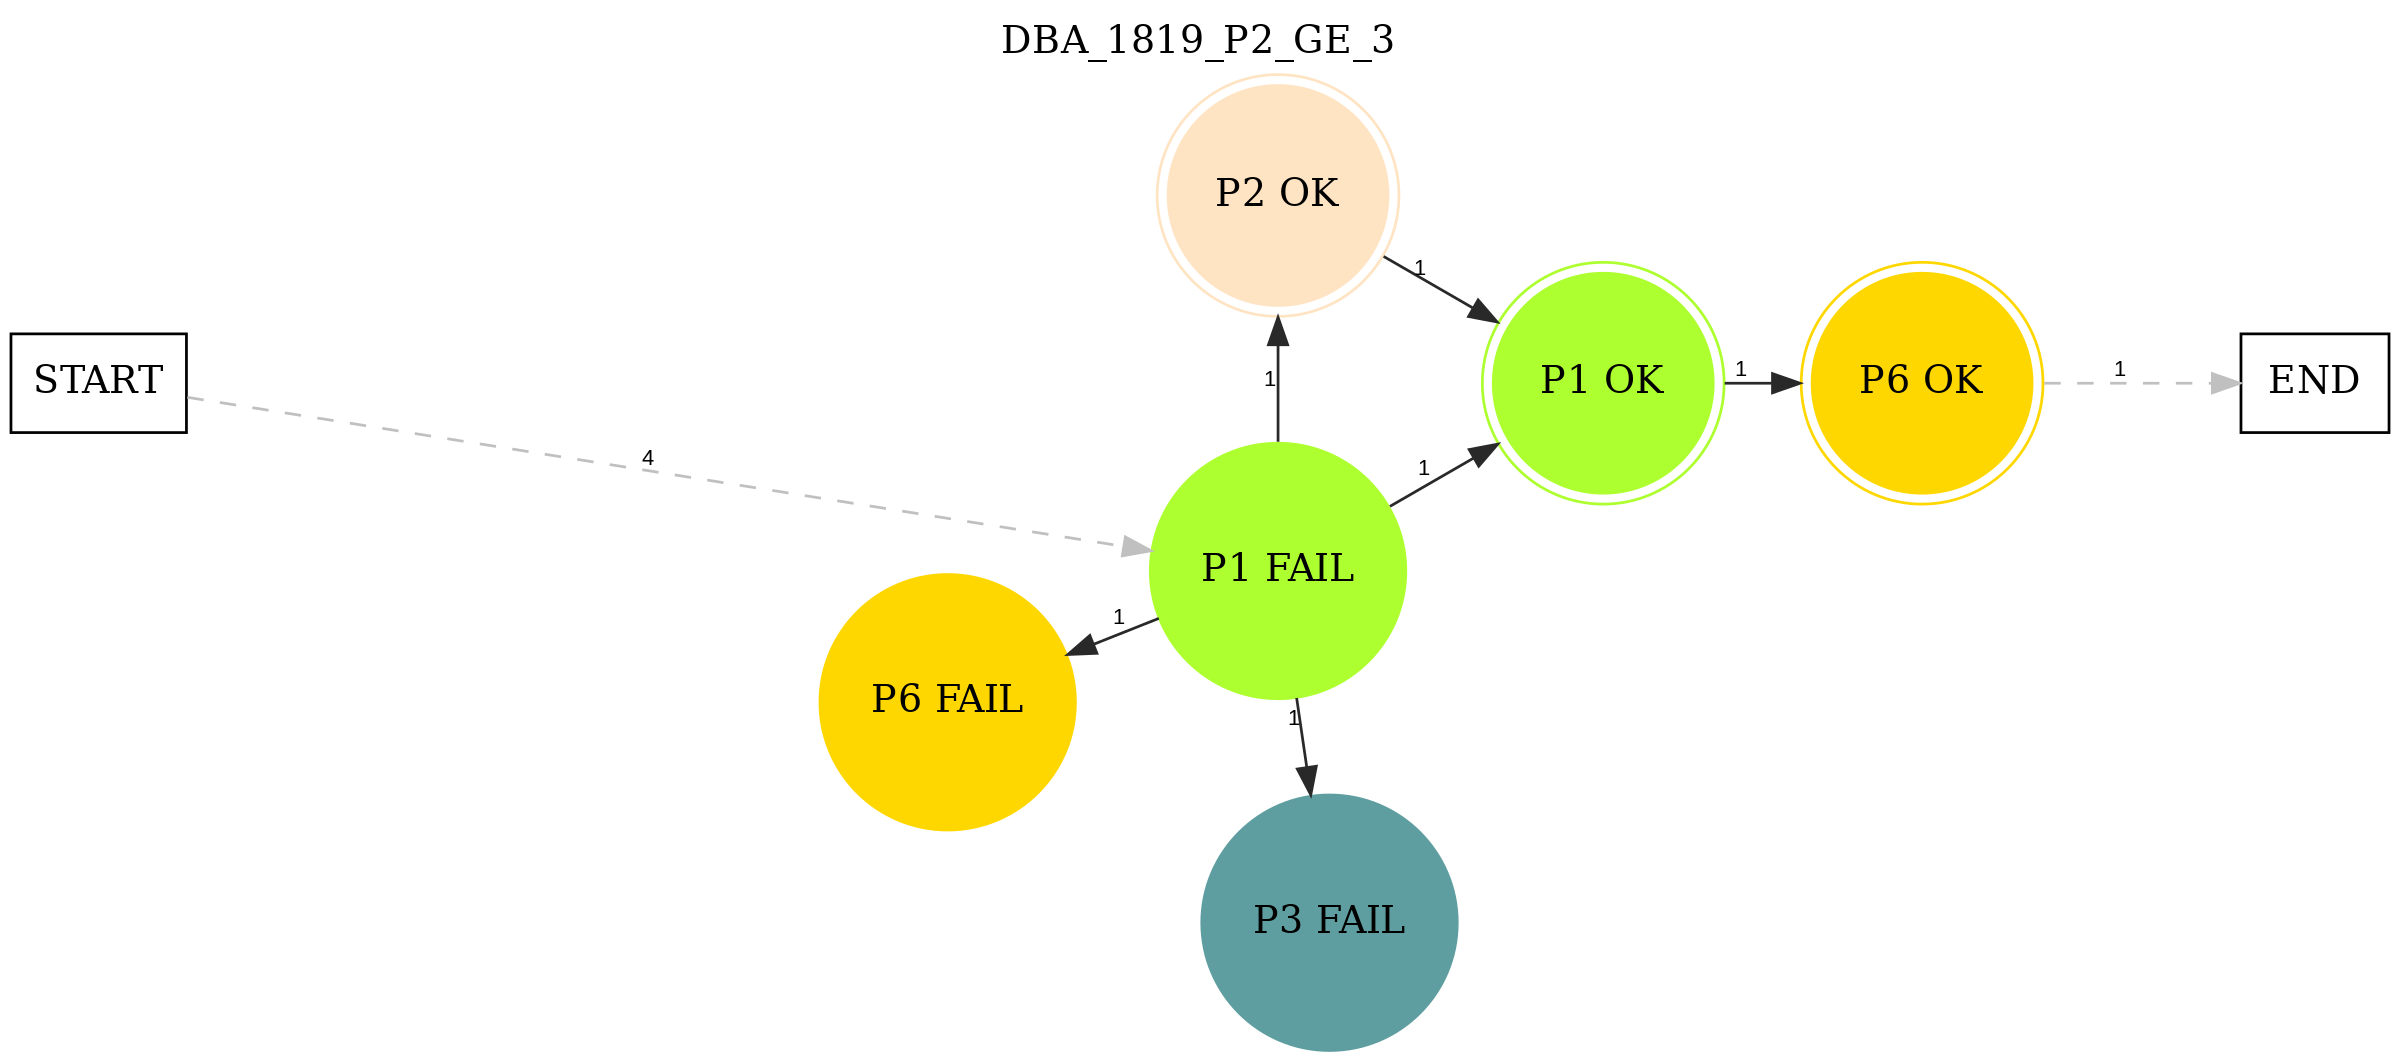 DBA_1819_P2_GE_3
P2 OK
1
1
START
P1 OK
1
P6 OK
1
END
4
1
P1 FAIL
1
P6 FAIL
1
P3 FAIL